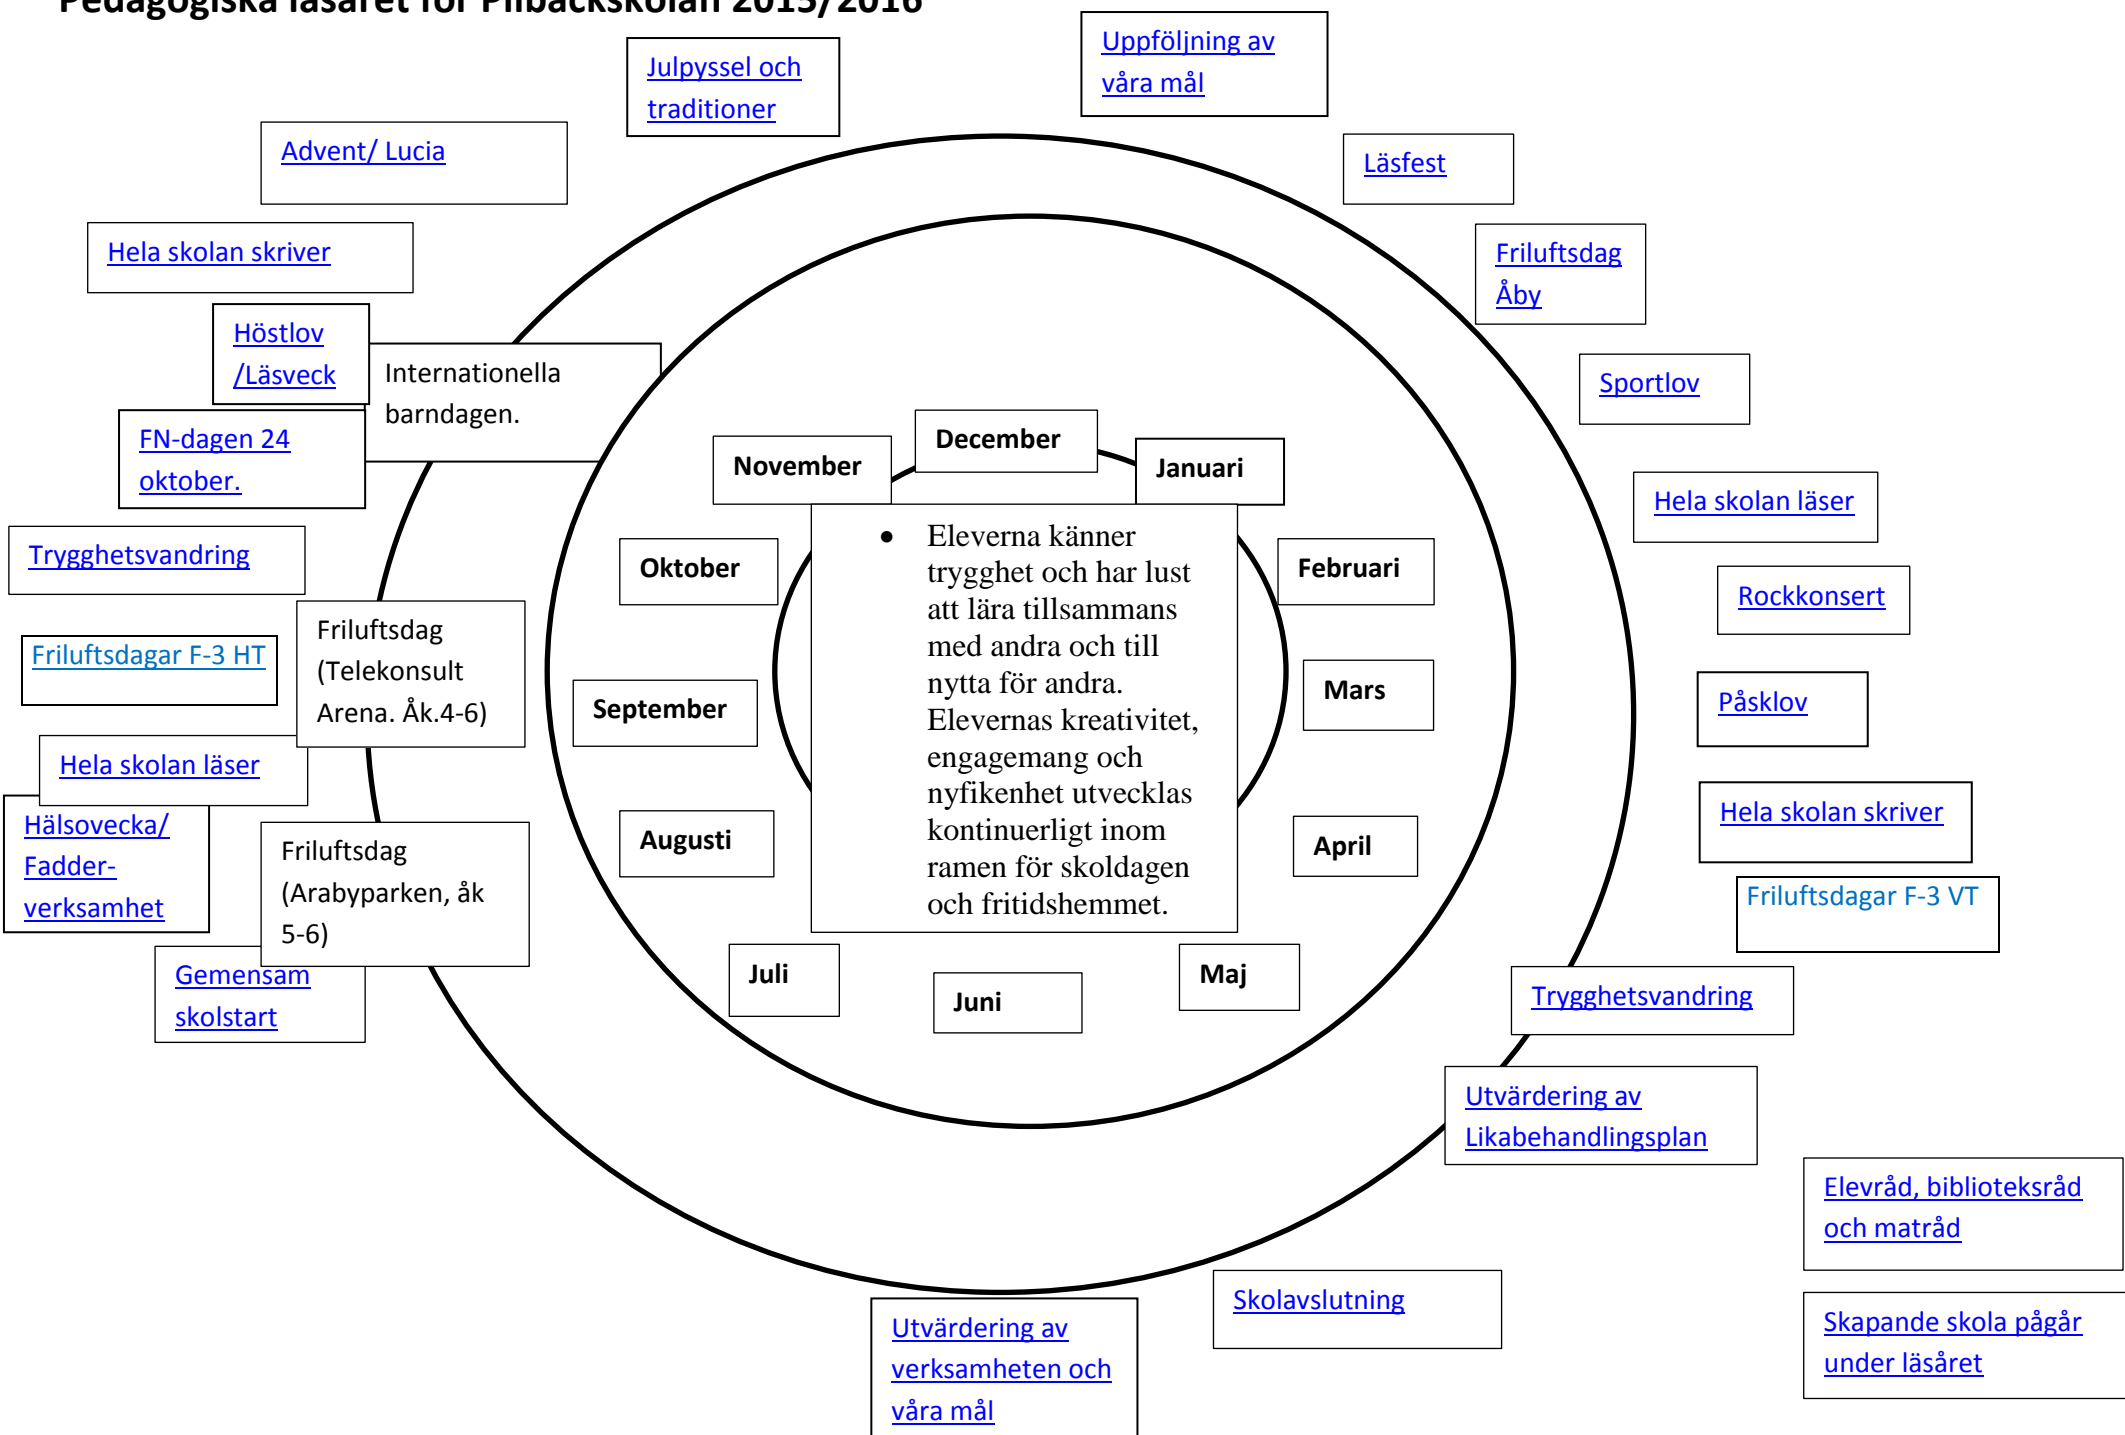 Pedagogiska läsåret för Pilbäckskolan 2015/2016
Julpyssel och
traditioner
Uppföljning av
våra mål
Advent/ Lucia
Läsfest
Hela skolan skriver
Friluftsdag
Åby
Höstlov
/Läsveck
Internationella
barndagen.
Sportlov
FN-dagen 24
oktober.
December
November
Januari
Hela skolan läser
Trygghetsvandring
Oktober
Februari
Rockkonsert
• Eleverna känner
trygghet och har lust
att lära tillsammans
med andra och till
nytta för andra.
Elevernas kreativitet,
engagemang och
nyfikenhet utvecklas
kontinuerligt inom
ramen för skoldagen
och fritidshemmet.
Friluftsdagar F-3 HT
Friluftsdag
(Telekonsult
Arena. Åk.4-6)
September
Mars
Påsklov
Hela skolan läser
Hälsovecka/
Fadder-
verksamhet
Friluftsdag
(Arabyparken, åk
5-6)
Augusti
April
Hela skolan skriver
Friluftsdagar F-3 VT
Gemensam
skolstart
Juli
Juni
Maj
Trygghetsvandring
Utvärdering av
Likabehandlingsplan
Elevråd, biblioteksråd
och matråd
Skolavslutning
Utvärdering av
verksamheten och
våra mål
Skapande skola pågår
under läsåret